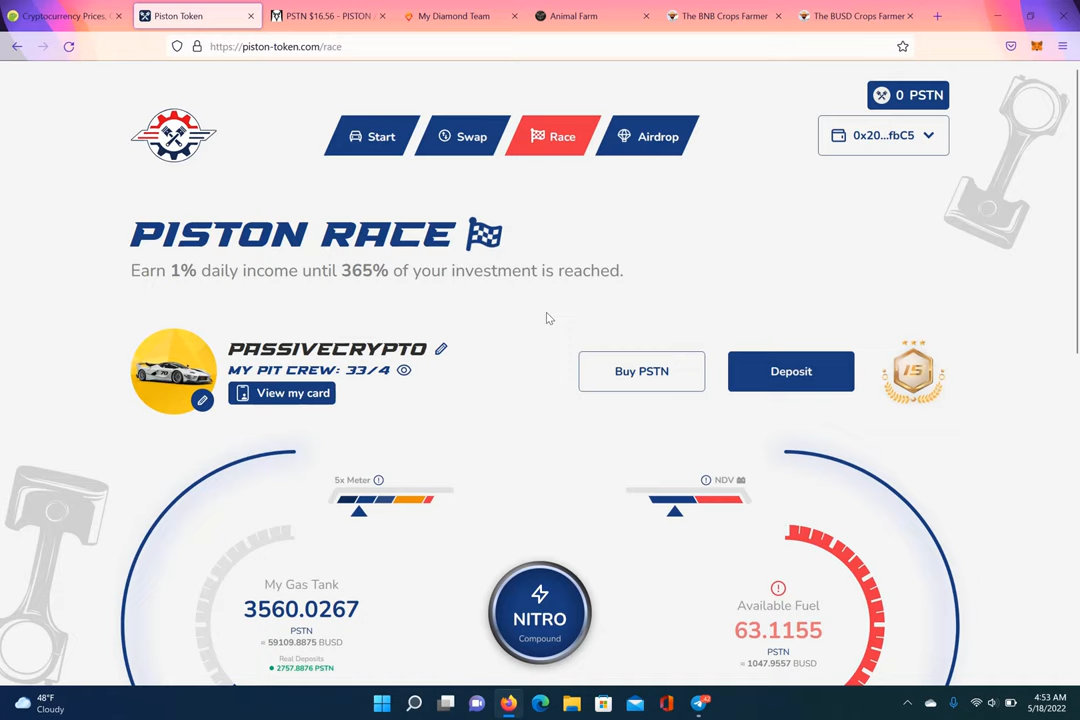 Cryptocurrency Prices,
Piston Token
PSTN $16.56 - PISTON /
My Diamond Team
Animal Farm
The BNB Crops Farmer
The BUSD Crops Farmer
https://piston-token.com/race
0 PSTN
Start
Swap
Race
Airdrop
0x20...fbC5
PISTON RACE
Earn 1% daily income until 365% of your investment is reached.
PASSIVECRYPTO
MY PIT CREW: 33/4
View my card
Buy PSTN
Deposit
15
5x Meter
NDV
My Gas Tank
3560.0267
PSTN
≈ 59109.8875 BUSD
Real Deposits
2757.8876 PSTN
NITRO
Compound
Available Fuel
63.1155
PSTN
≈ 1047.9557 BUSD
48°F
Cloudy
4:53 AM
5/18/2022